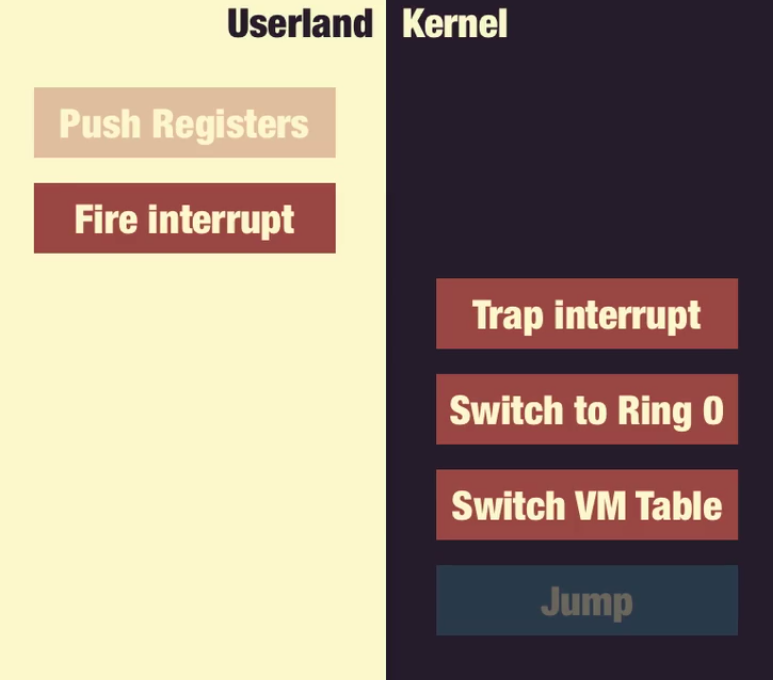 Userland
Kernel
Push Registers
Fire interrupt
Trap interrupt
Switch to Ring 0
Switch VM Table
Jump